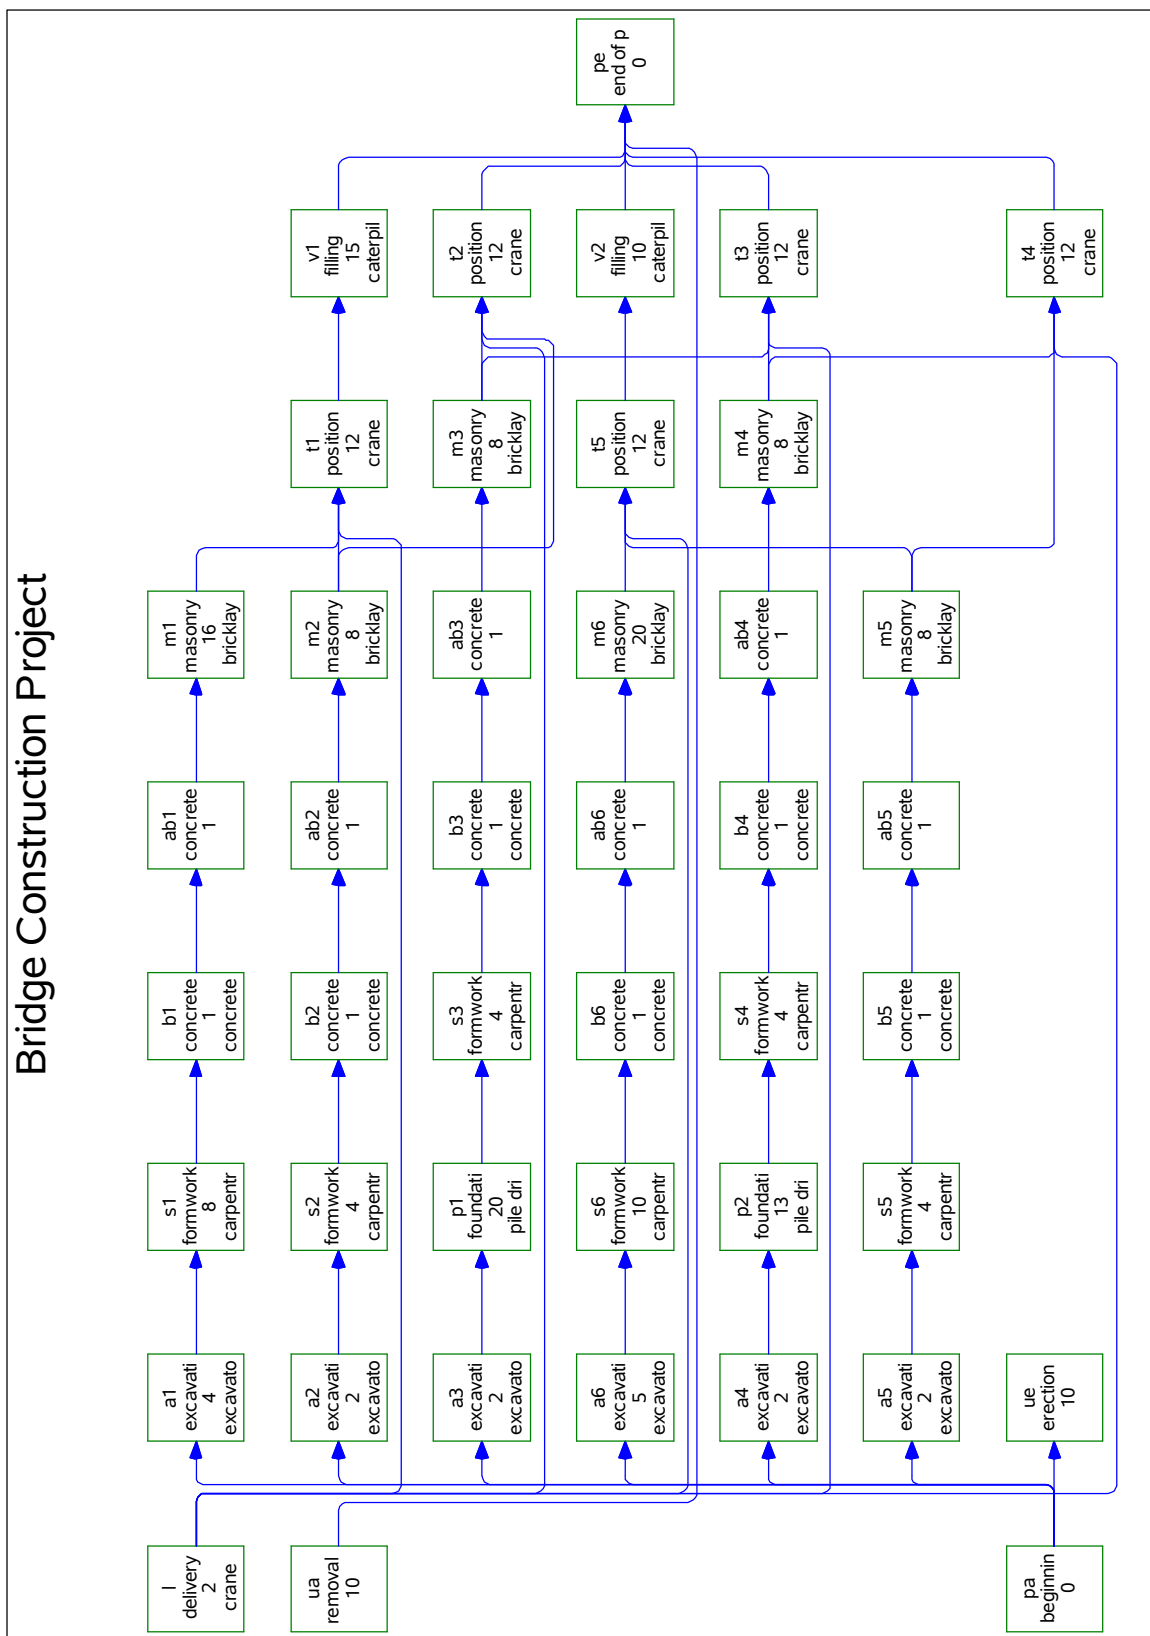 Bridge Construction Project
l
delivery
2
crane
ua
removal
10
pa
beginnin
0
a1
excavati
4
excavato
a2
excavati
2
excavato
a3
excavati
2
excavato
a6
excavati
5
excavato
a4
excavati
2
excavato
a5
excavati
2
excavato
ue
erection
10
s1
formwork
8
carpentr
s2
formwork
4
carpentr
p1
foundati
20
pile dri
s6
formwork
10
carpentr
p2
foundati
13
pile dri
s5
formwork
4
carpentr
b1
concrete
1
concrete
b2
concrete
1
concrete
s3
formwork
4
carpentr
b6
concrete
1
concrete
s4
formwork
4
carpentr
b5
concrete
1
concrete
ab1
concrete
1
ab2
concrete
1
b3
concrete
1
concrete
ab6
concrete
1
b4
concrete
1
concrete
ab5
concrete
1
m1
masonry
16
bricklay
m2
masonry
8
bricklay
ab3
concrete
1
m6
masonry
20
bricklay
ab4
concrete
1
m5
masonry
8
bricklay
t1
position
12
crane
m3
masonry
8
bricklay
t5
position
12
crane
m4
masonry
8
bricklay
v1
filling
15
caterpil
t2
position
12
crane
v2
filling
10
caterpil
t3
position
12
crane
t4
position
12
crane
pe
end of p
0